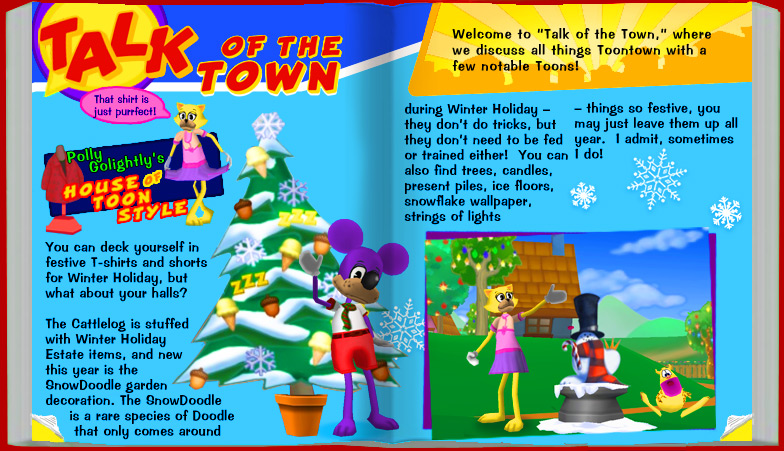 TALK
OF THE
TOWN
That shirt is
just purrfect!
Polly
Golightly's
HOUSE OF
TOON
STYLE
You can deck yourself in
festive T-shirts and shorts
for Winter Holiday, but
what about your halls?
The Cattlelog is stuffed
with Winter Holiday
Estate items, and new
this year is the
SnowDoodle garden
decoration. The SnowDoodle
is a rare species of Doodle
that only comes around
ZZZ
ZZZ
Welcome to "Talk of the Town," where
we discuss all things Toontown with a
few notable Toons!
during Winter Holiday –
they don't do tricks, but
they don't need to be fed
or trained either! You can
also find trees, candles,
present piles, ice floors,
snowflake wallpaper,
strings of lights
– things so festive, you
may just leave them up all
year. I admit, sometimes
I do!